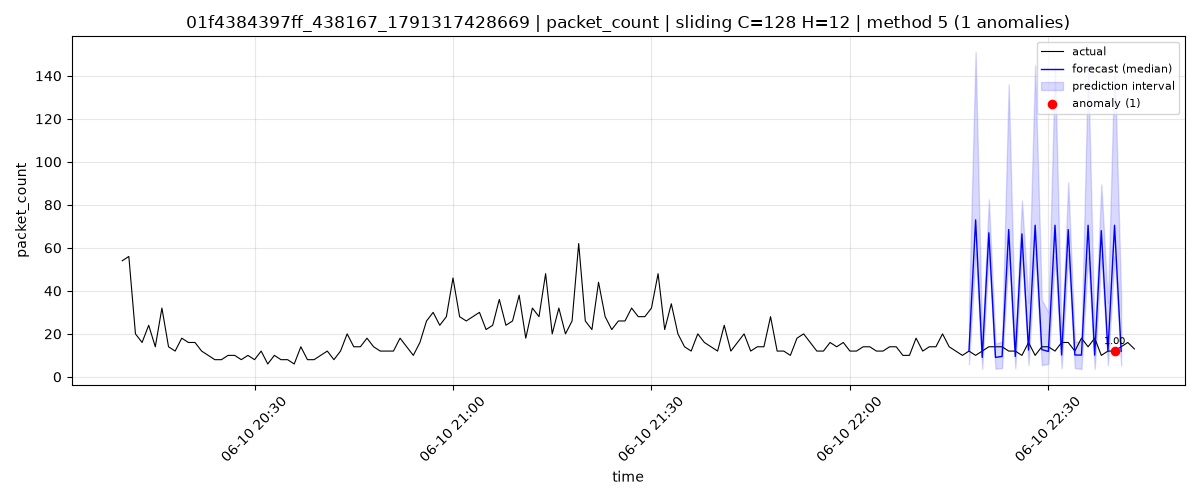 01f4384397ff_438167_1791317428669 | packet_count | sliding C=128 H=12 | method 5 (1 anomalies)
actual
forecast (median)
prediction interval
anomaly (1)
packet_count
140
120
100
80
60
40
20
0
1.00
06-10 20:30
06-10 21:00
06-10 21:30
06-10 22:00
06-10 22:30
time